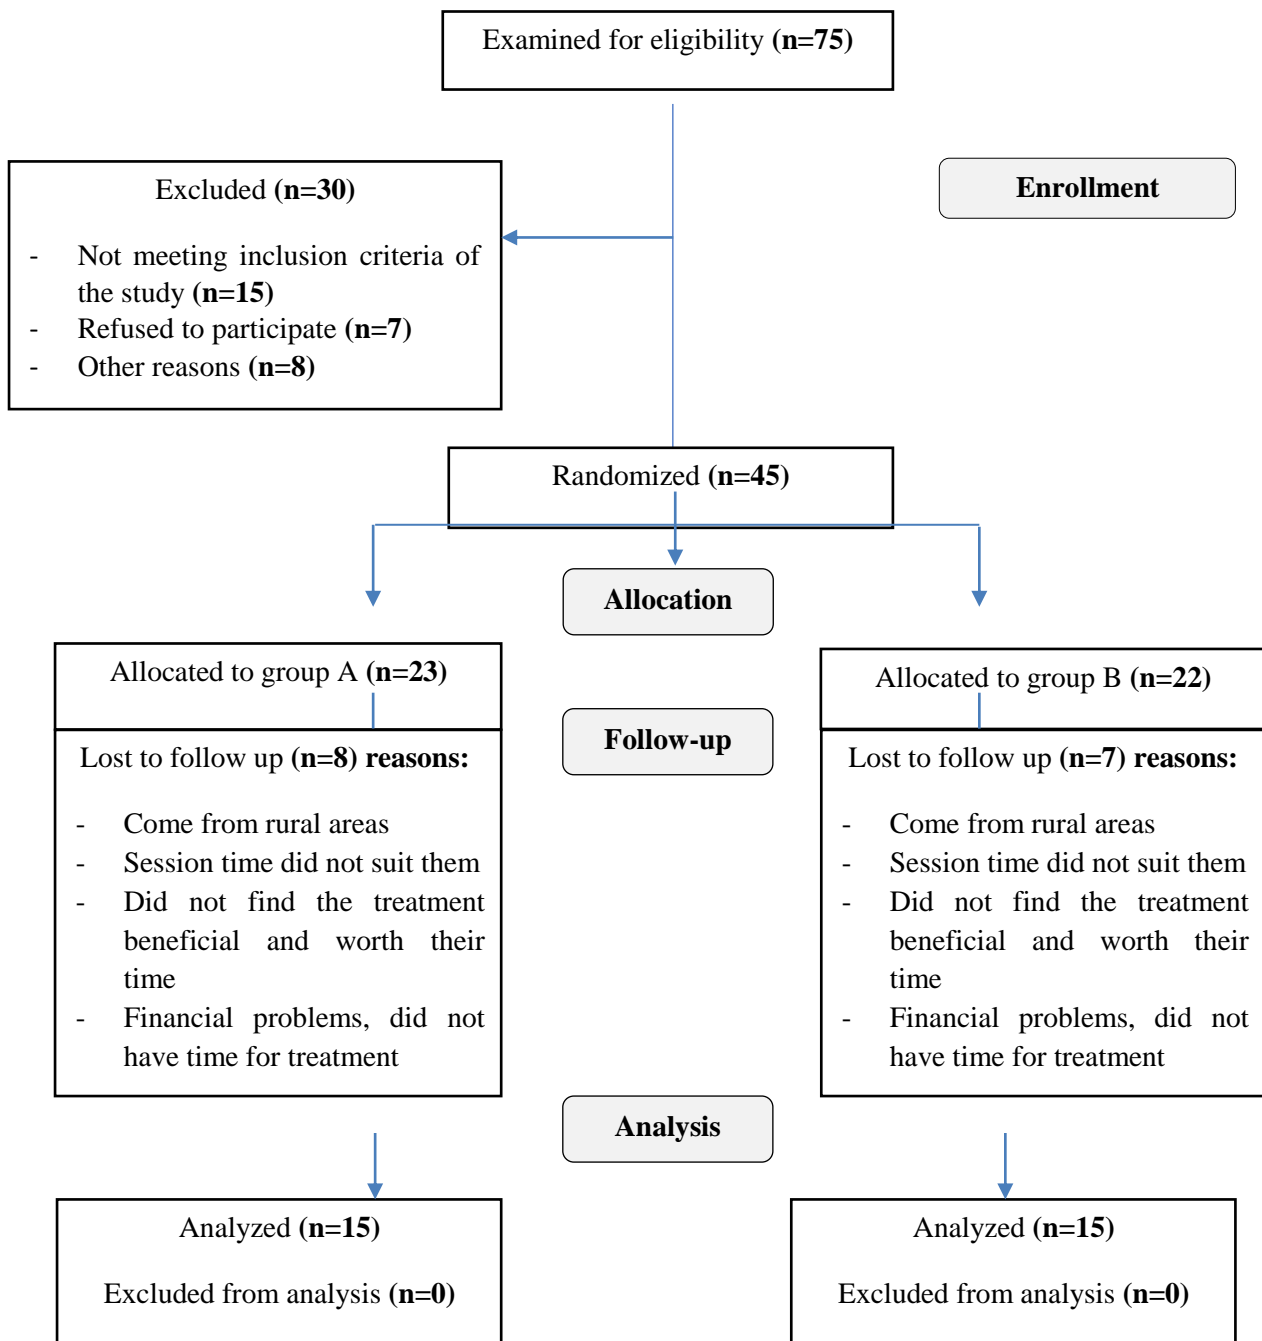 Examined for eligibility (n=75)
Enrollment
Excluded (n=30)
- Not meeting inclusion criteria of
the study (n=15)
- Refused to participate (n=7)
- Other reasons (n=8)
Randomized (n=45)
Allocation
Allocated to group A (n=23)
Allocated to group B (n=22)
Follow-up
Lost to follow up (n=8) reasons:
- Come from rural areas
- Session time did not suit them
- Did not find the treatment
beneficial and worth their
time
- Financial problems, did not
have time for treatment
Lost to follow up (n=7) reasons:
- Come from rural areas
- Session time did not suit them
- Did not find the treatment
beneficial and worth their
time
- Financial problems, did not
have time for treatment
Analysis
Analyzed (n=15)
Excluded from analysis (n=0)
Analyzed (n=15)
Excluded from analysis (n=0)